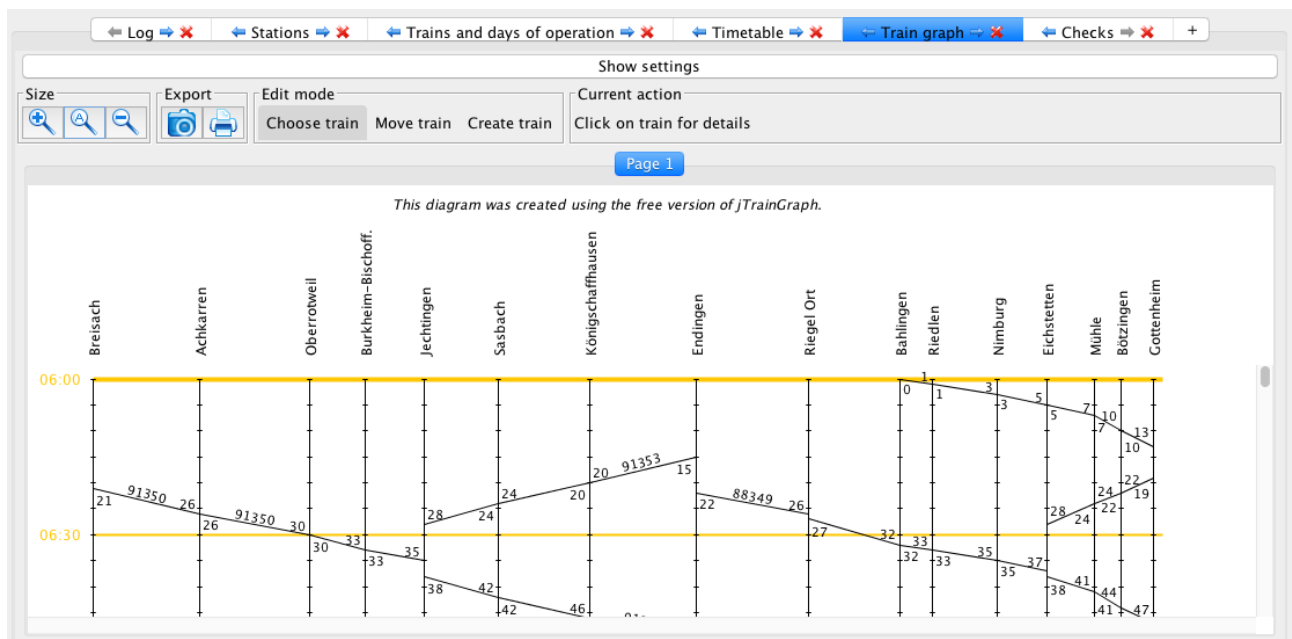 Log
Stations
Trains and days of operation
Timetable
Train graph
Checks
+
Show settings
Size
Export
Edit mode
Current action
A
Choose train
Move train
Create train
Click on train for details
Page 1
This diagram was created using the free version of jTrainGraph.
Breisach
Achkarren
Oberrotweil
Burkheim-Bischoff.
Jechtingen
Sasbach
Königschaffhausen
Endingen
Riegel Ort
Bahlingen
Riedlen
Nimburg
Eichstetten
Mühle
Bötzingen
Gottenheim
06:00
1 3 5 7 10 13
0 1 3 5 7 10
20 91353 15
24 20
28 24
22 19
24 22
28 24
21 91350 26
26 91350 30
22 88349 26
06:30
30 33
33 35
27 32
32 33
33 35
35 37
38 42
42 46
38 41
41 44
47